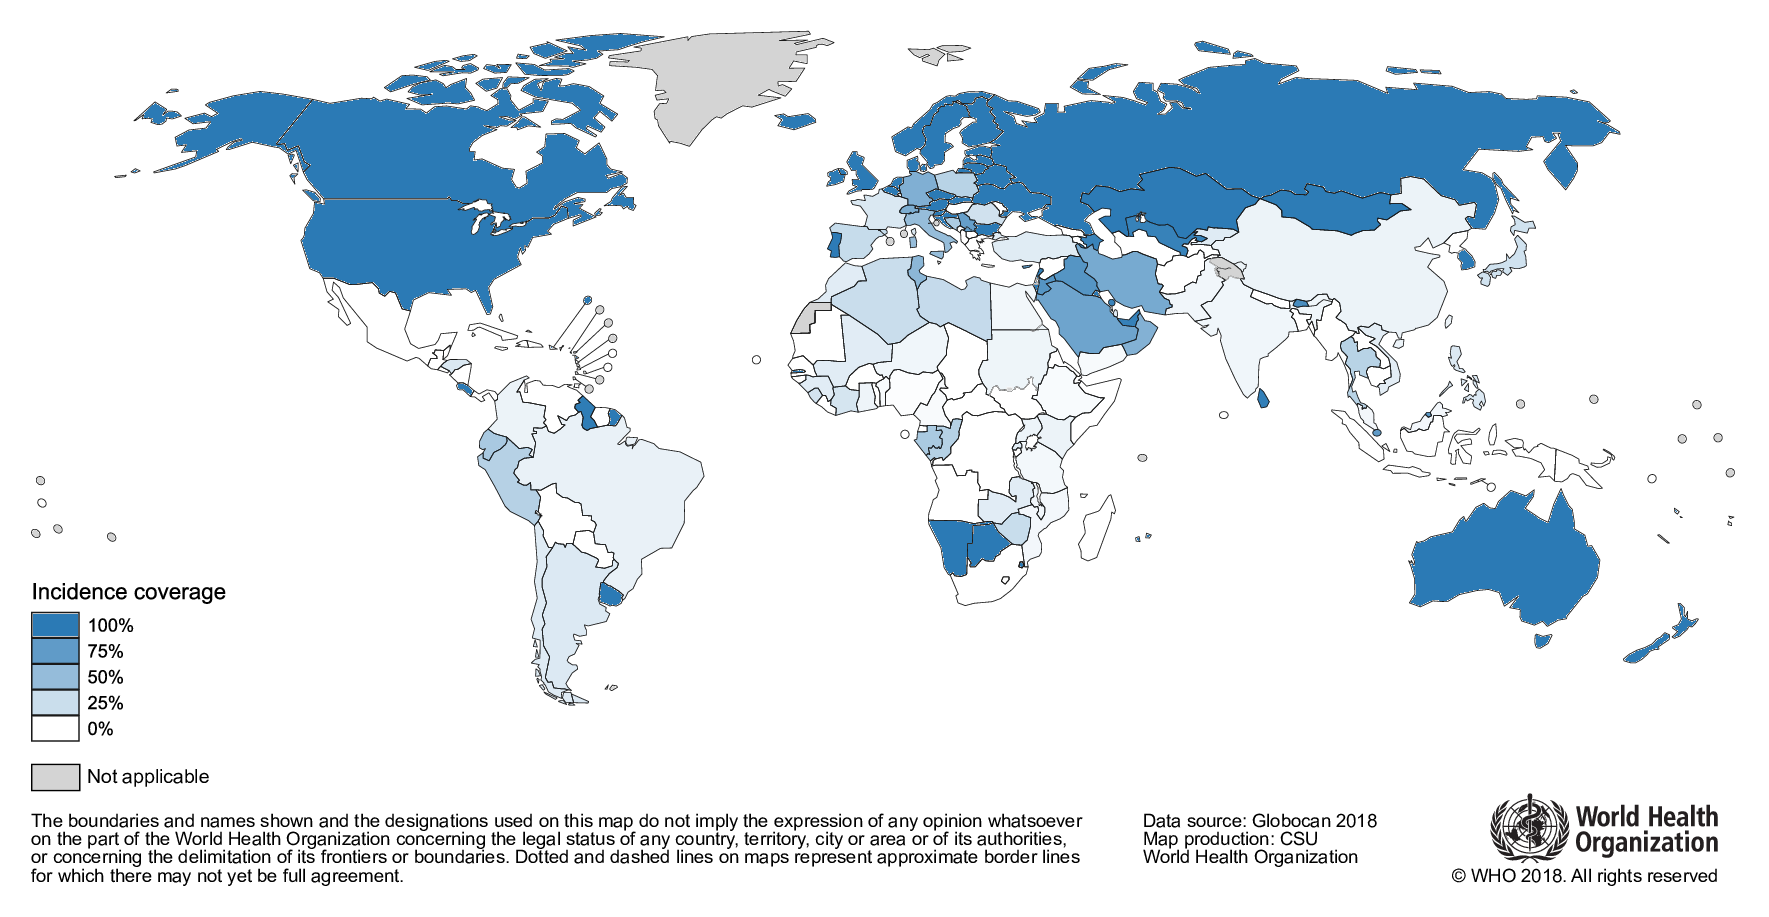 Incidence coverage
100%
75%
50%
25%
0%
Not applicable
The boundaries and names shown and the designations used on this map do not imply the expression of any opinion whatsoever
on the part of the World Health Organization concerning the legal status of any country, territory, city or area or of its authorities,
or concerning the delimitation of its frontiers or boundaries. Dotted and dashed lines on maps represent approximate border lines
for which there may not yet be full agreement.
Data source: Globocan 2018
Map production: CSU
World Health Organization
World Health
Organization
© WHO 2018. All rights reserved